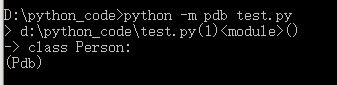 D:\python_code>python -m pdb test.py
> d:\python_code\test.py(1)<module>()
-> class Person:
(Pdb)